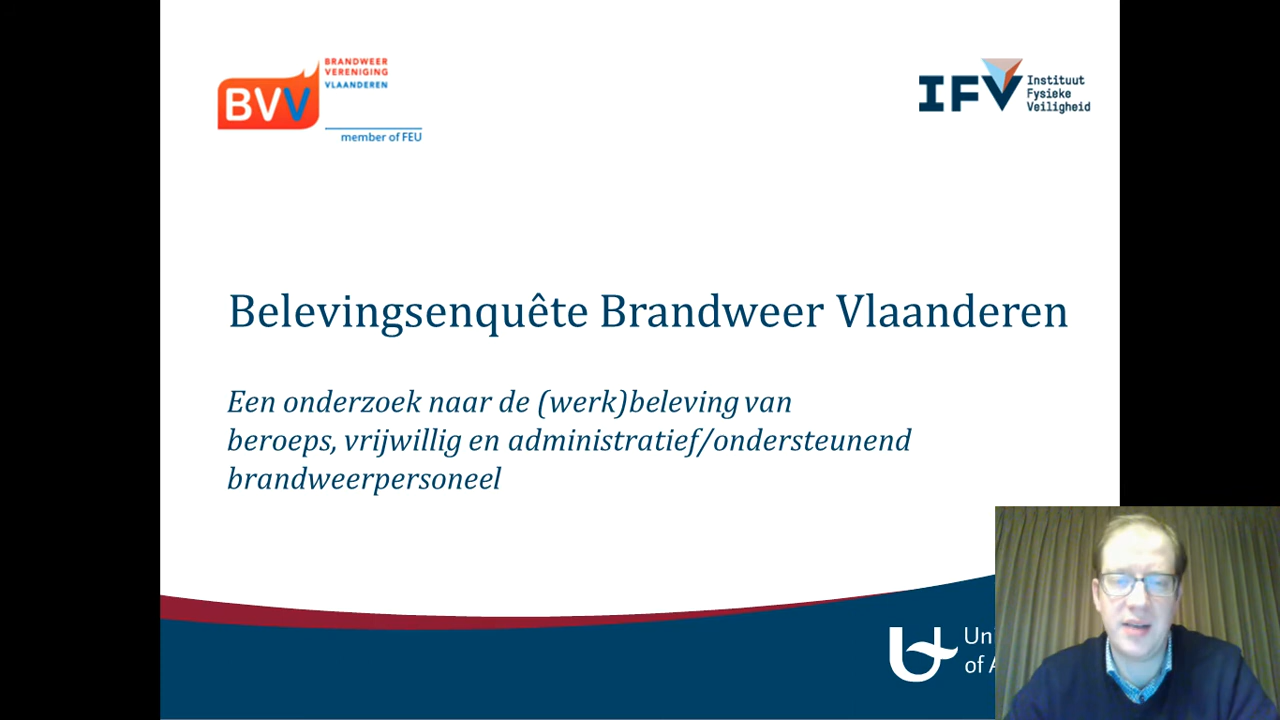 BRANDWEER
VERENIGING
VLAANDEREN
BVV
member of FEU
IFV
Instituut
Fysieke
Veiligheid
Belevingsenquête Brandweer Vlaanderen
Een onderzoek naar de (werk)beleving van
beroeps, vrijwillig en administratief/ondersteunend
brandweerpersoneel
of